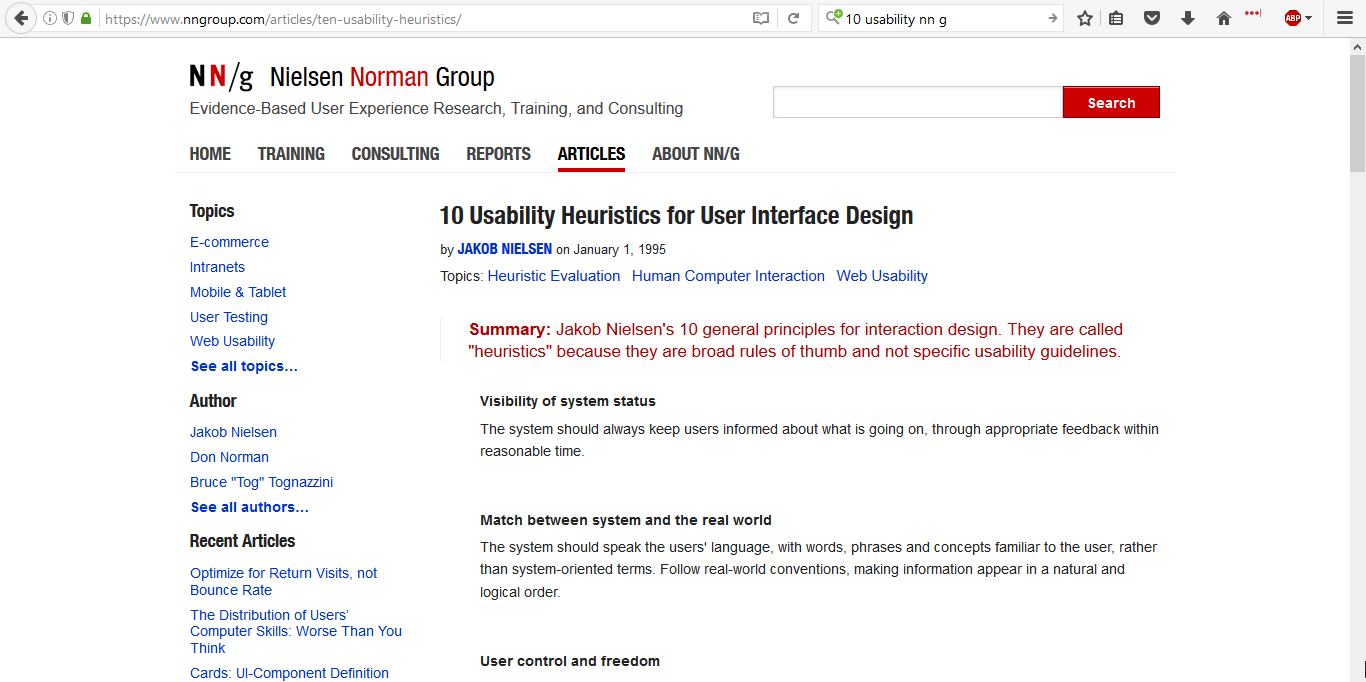 https://www.nngroup.com/articles/ten-usability-heuristics/
10 usability nn g
ABP
NN/g Nielsen Norman Group
Evidence-Based User Experience Research, Training, and Consulting
Search
HOME TRAINING CONSULTING REPORTS ARTICLES ABOUT NN/G
Topics
E-commerce
Intranets
Mobile & Tablet
User Testing
Web Usability
See all topics…
Author
Jakob Nielsen
Don Norman
Bruce "Tog" Tognazzini
See all authors…
Recent Articles
Optimize for Return Visits, not
Bounce Rate
The Distribution of Users’
Computer Skills: Worse Than You
Think
Cards: UI-Component Definition
10 Usability Heuristics for User Interface Design
by JAKOB NIELSEN on January 1, 1995
Topics: Heuristic Evaluation Human Computer Interaction Web Usability
Summary: Jakob Nielsen's 10 general principles for interaction design. They are called
"heuristics" because they are broad rules of thumb and not specific usability guidelines.
Visibility of system status
The system should always keep users informed about what is going on, through appropriate feedback within
reasonable time.
Match between system and the real world
The system should speak the users' language, with words, phrases and concepts familiar to the user, rather
than system-oriented terms. Follow real-world conventions, making information appear in a natural and
logical order.
User control and freedom